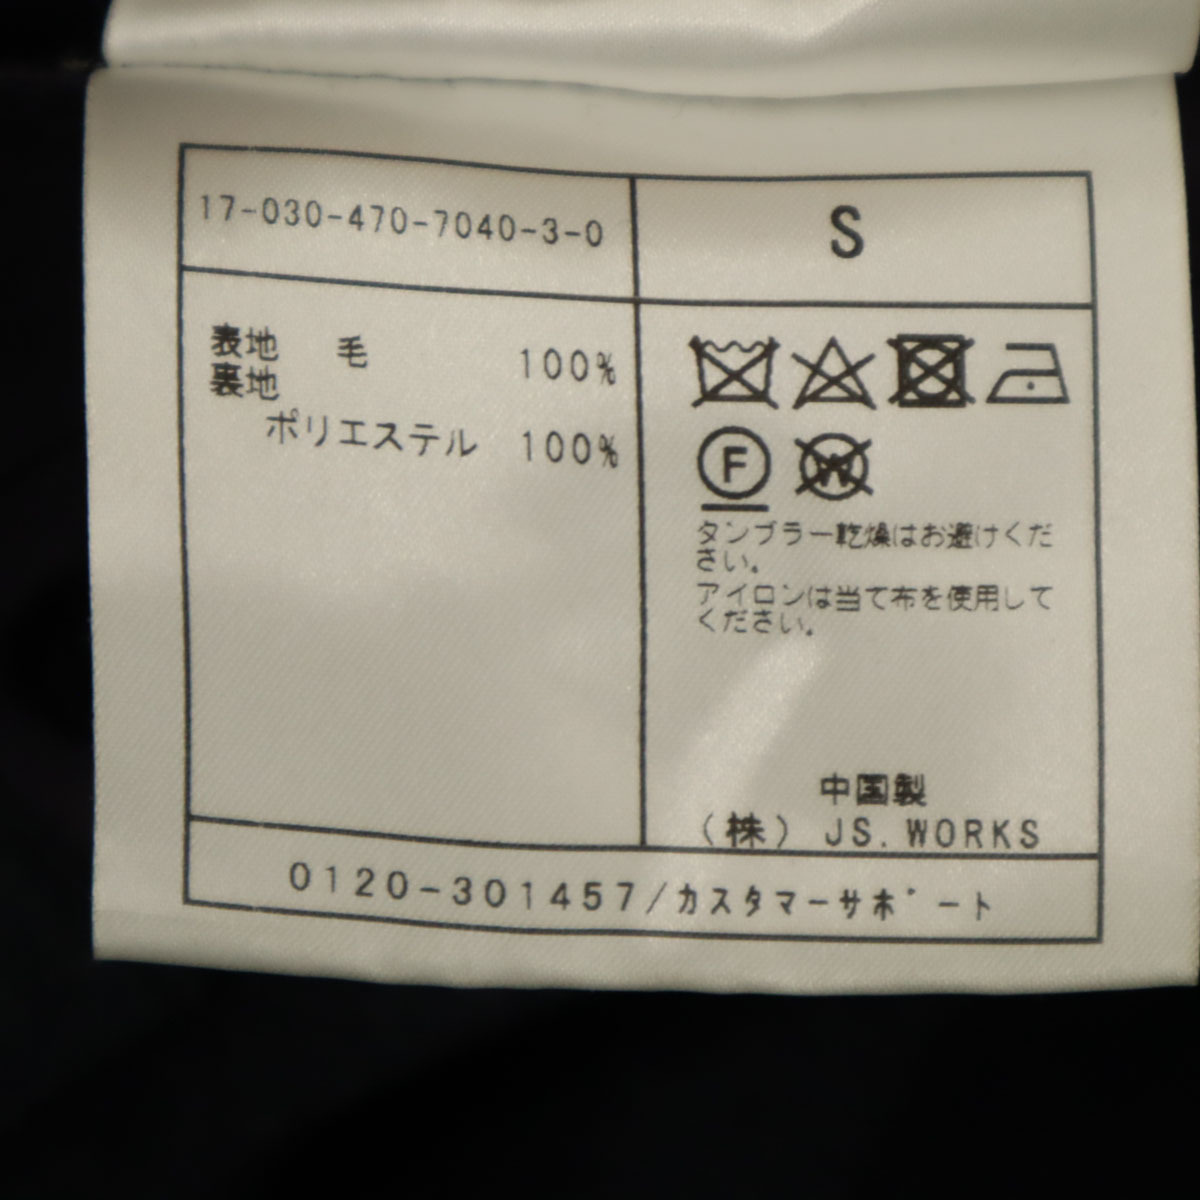 17-030-470-7040-3-0
S
表地 毛 100%
裏地
ポリエステル 100%
F
W
タンブラー乾燥はお避けくだ
さい。
アイロンは当て布を使用して
ください。
中国製
(株) JS.WORKS
0120-301457/カスタマーサポート